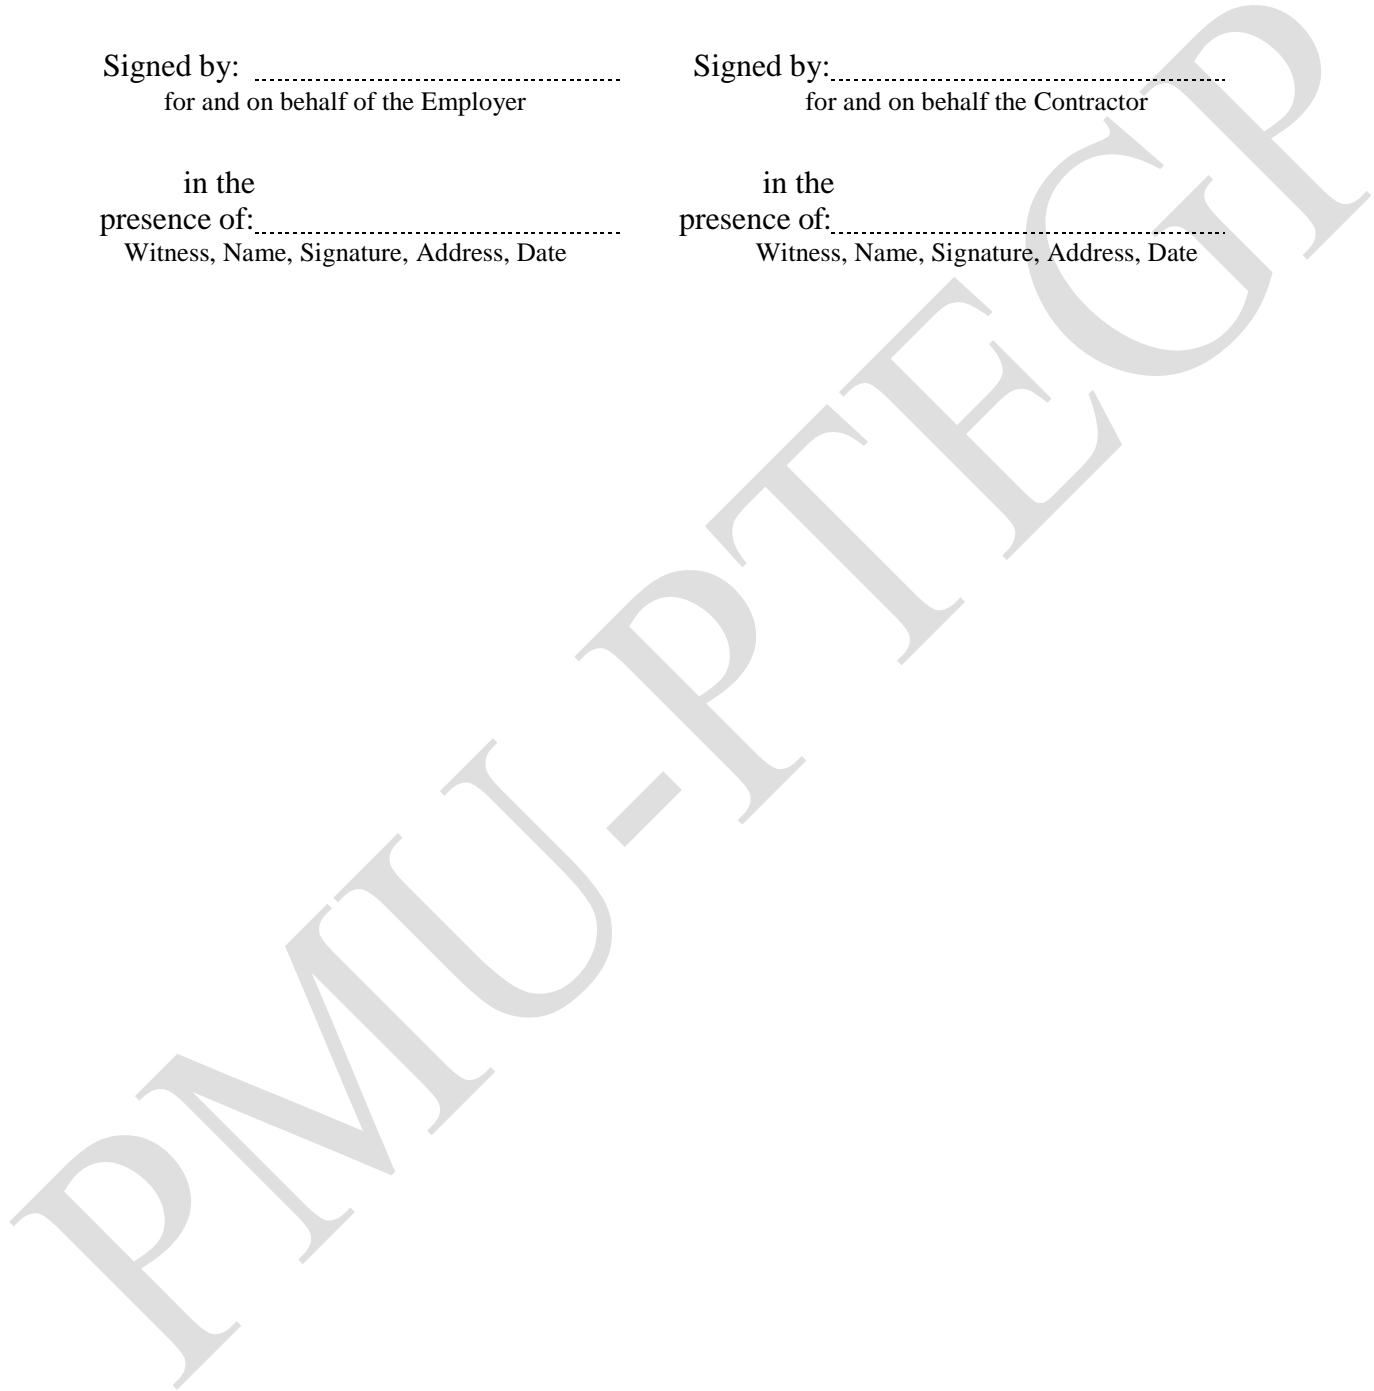 Signed by: Signed by:
for and on behalf of the Employer for and on behalf the Contractor
in the in the
presence of: presence of:
Witness, Name, Signature, Address, Date Witness, Name, Signature, Address, Date
PMU-PTEGP